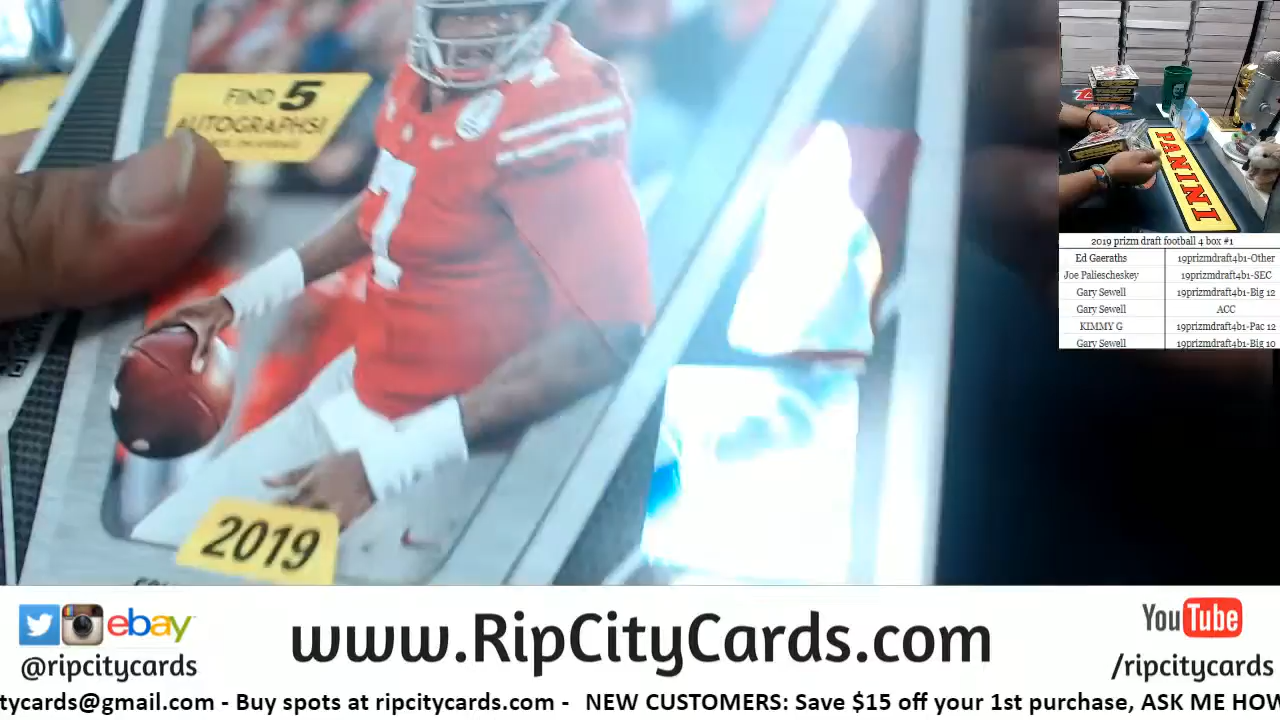 FIND 5
AUTOGRAPHS!
7
2019
PANINI
2019 prizm draft football 4 box #1
Ed Gaeraths 19prizmdraft4b1-Other
Joe Paliescheskey 19prizmdraft4b1-SEC
Gary Sewell 19prizmdraft4b1-Big 12
Gary Sewell ACC
KIMMY G 19prizmdraft4b1-Pac 12
Gary Sewell 19prizmdraft4b1-Big 10
ebay
@ripcitycards
www.RipCityCards.com
YouTube
/ripcitycards
tycards@gmail.com - Buy spots at ripcitycards.com - NEW CUSTOMERS: Save $15 off your 1st purchase, ASK ME HOW